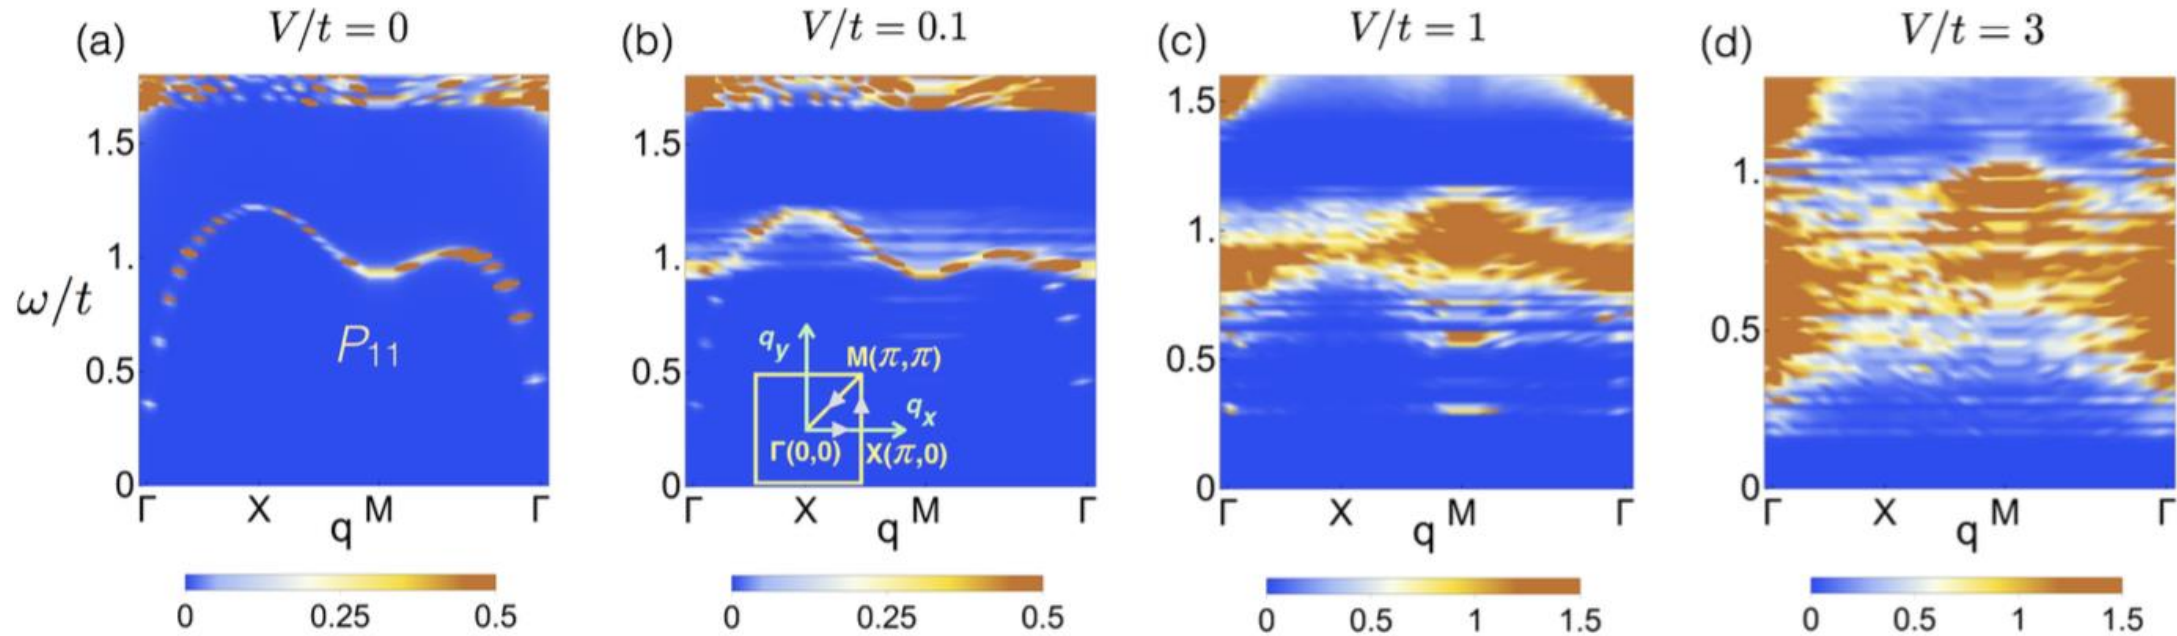 (a) V/t = 0
(b) V/t = 0.1
(c) V/t = 1
(d) V/t = 3
ω/t
1.5
1.
0.5
0
P₁₁
Γ X M Γ
q
0 0.25 0.5
1.5
1.
0.5
0
q_y
M(π,π)
q_x
Γ(0,0) X(π,0)
Γ X M Γ
q
0 0.25 0.5
1.5
1.
0.5
0
Γ X M Γ
q
0 0.5 1 1.5
1.
0.5
0
Γ X M Γ
q
0 0.5 1 1.5